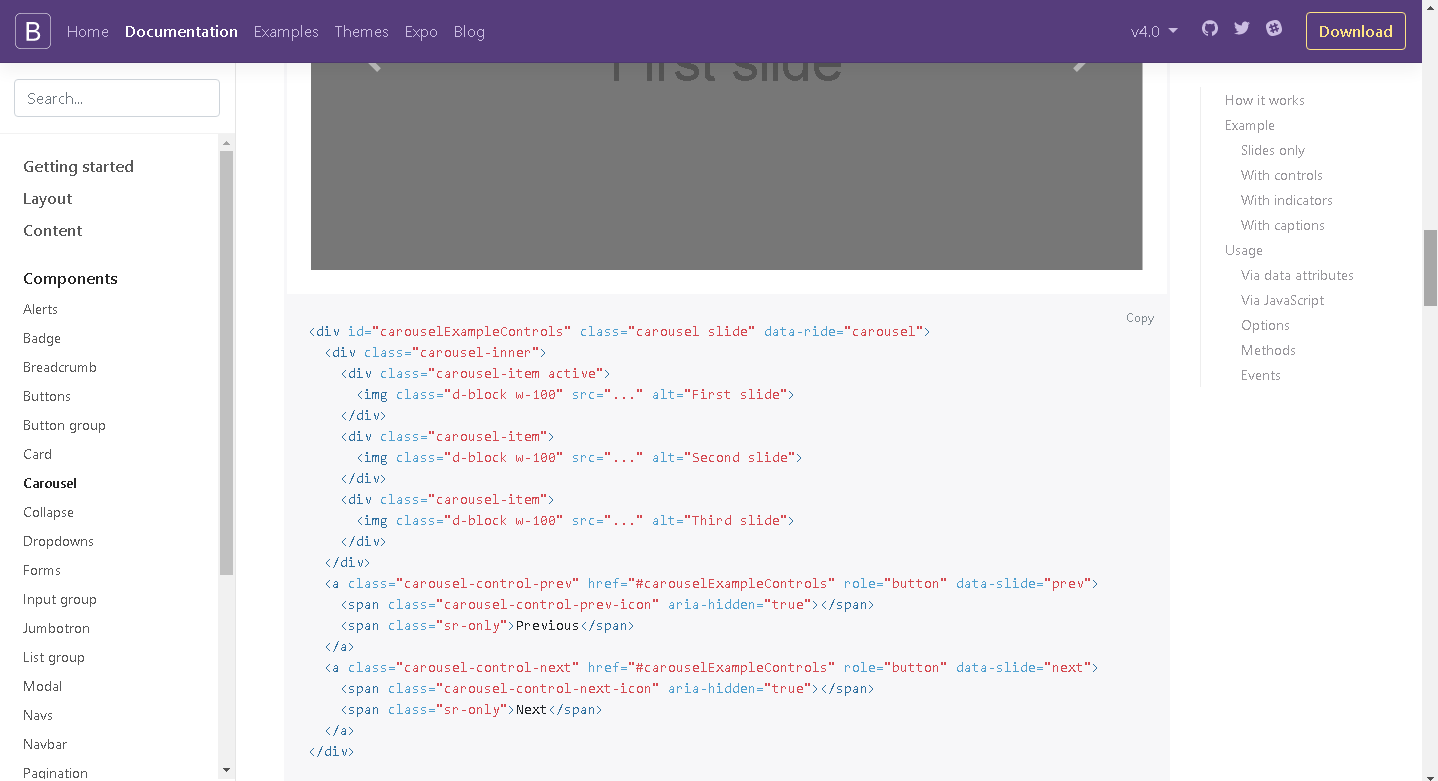 B Home Documentation Examples Themes Expo Blog v4.0 Download
Search...
Getting started
Layout
Content
Components
Alerts
Badge
Breadcrumb
Buttons
Button group
Card
Carousel
Collapse
Dropdowns
Forms
Input group
Jumbotron
List group
Modal
Navs
Navbar
Pagination
First slide
Copy
<div id="carouselExampleControls" class="carousel slide" data-ride="carousel">
  <div class="carousel-inner">
    <div class="carousel-item active">
      <img class="d-block w-100" src="..." alt="First slide">
    </div>
    <div class="carousel-item">
      <img class="d-block w-100" src="..." alt="Second slide">
    </div>
    <div class="carousel-item">
      <img class="d-block w-100" src="..." alt="Third slide">
    </div>
  </div>
  <a class="carousel-control-prev" href="#carouselExampleControls" role="button" data-slide="prev">
    <span class="carousel-control-prev-icon" aria-hidden="true"></span>
    <span class="sr-only">Previous</span>
  </a>
  <a class="carousel-control-next" href="#carouselExampleControls" role="button" data-slide="next">
    <span class="carousel-control-next-icon" aria-hidden="true"></span>
    <span class="sr-only">Next</span>
  </a>
</div>
How it works
Example
Slides only
With controls
With indicators
With captions
Usage
Via data attributes
Via JavaScript
Options
Methods
Events